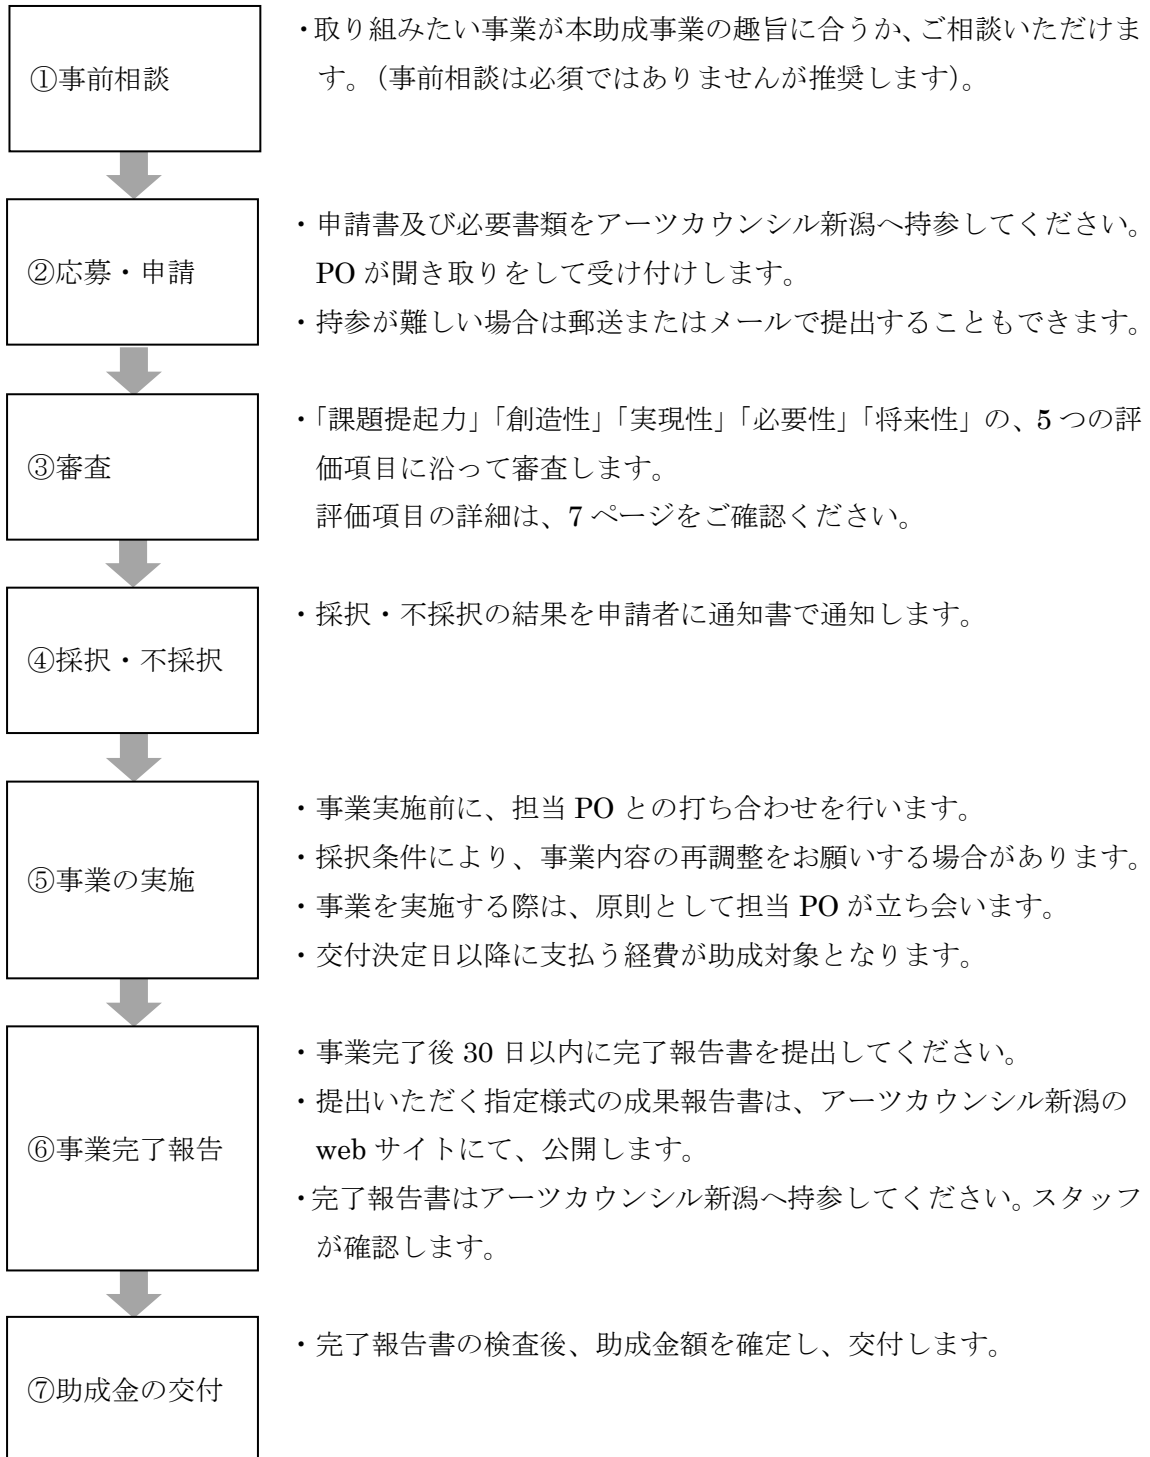 ①事前相談
・取り組みたい事業が本助成事業の趣旨に合うか、ご相談いただけま
す。（事前相談は必須ではありませんが推奨します）。
②応募・申請
・申請書及び必要書類をアーツカウンシル新潟へ持参してください。
PO が聞き取りをして受け付けします。
・持参が難しい場合は郵送またはメールで提出することもできます。
③審査
・「課題提起力」「創造性」「実現性」「必要性」「将来性」の、5 つの評
価項目に沿って審査します。
評価項目の詳細は、7 ページをご確認ください。
④採択・不採択
・採択・不採択の結果を申請者に通知書で通知します。
⑤事業の実施
・事業実施前に、担当 PO との打ち合わせを行います。
・採択条件により、事業内容の再調整をお願いする場合があります。
・事業を実施する際は、原則として担当 PO が立ち会います。
・交付決定日以降に支払う経費が助成対象となります。
⑥事業完了報告
・事業完了後 30 日以内に完了報告書を提出してください。
・提出いただく指定様式の成果報告書は、アーツカウンシル新潟の
web サイトにて、公開します。
・完了報告書はアーツカウンシル新潟へ持参してください。スタッフ
が確認します。
⑦助成金の交付
・完了報告書の検査後、助成金額を確定し、交付します。